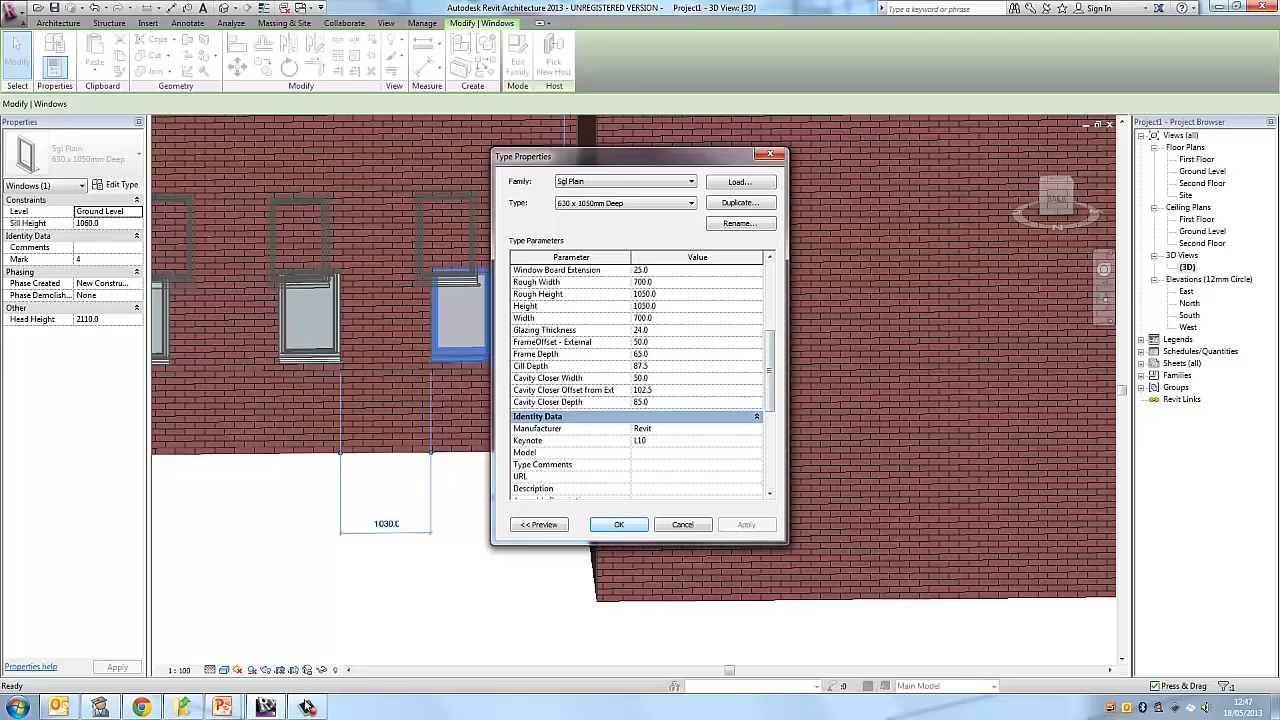 Autodesk Revit Architecture 2013 - UNREGISTERED VERSION - Project1 - 3D View: {3D}
Type a keyword or phrase
Sign In
Architecture Structure Insert Annotate Analyze Massing & Site Collaborate View Manage Modify | Windows
Modify
Paste
Cope
Cut
Join
Edit Family
Pick New Host
Select Properties Clipboard Geometry Modify View Measure Create Mode Host
Modify | Windows
Properties
Sgl Plain
630 x 1050mm Deep
Windows (1)
Edit Type
Constraints
Level Ground Level
Sill Height 1060.0
Identity Data
Comments
Mark 4
Phasing
Phase Created New Constru...
Phase Demolish... None
Other
Head Height 2110.0
Properties help
Apply
1030.0
BACK
N
Type Properties
Family: Sgl Plain Load...
Type: 630 x 1050mm Deep Duplicate...
Rename...
Type Parameters
Parameter Value
Window Board Extension 25.0
Rough Width 700.0
Rough Height 1050.0
Height 1050.0
Width 700.0
Glazing Thickness 24.0
FrameOffset - External 50.0
Frame Depth 65.0
Cill Depth 87.5
Cavity Closer Width 50.0
Cavity Closer Offset from Ext 102.5
Cavity Closer Depth 85.0
Identity Data
Manufacturer Revit
Keynote L10
Model
Type Comments
URL
Description
<< Preview OK Cancel Apply
Project1 - Project Browser
Views (all)
Floor Plans
First Floor
Ground Level
Second Floor
Site
Ceiling Plans
First Floor
Ground Level
Second Floor
3D Views
{3D}
Elevations (12mm Circle)
East
North
South
West
Legends
Schedules/Quantities
Sheets (all)
Families
Groups
Revit Links
1 : 100
Ready
:0
Main Model
Press & Drag
:1
12:47
18/05/2013